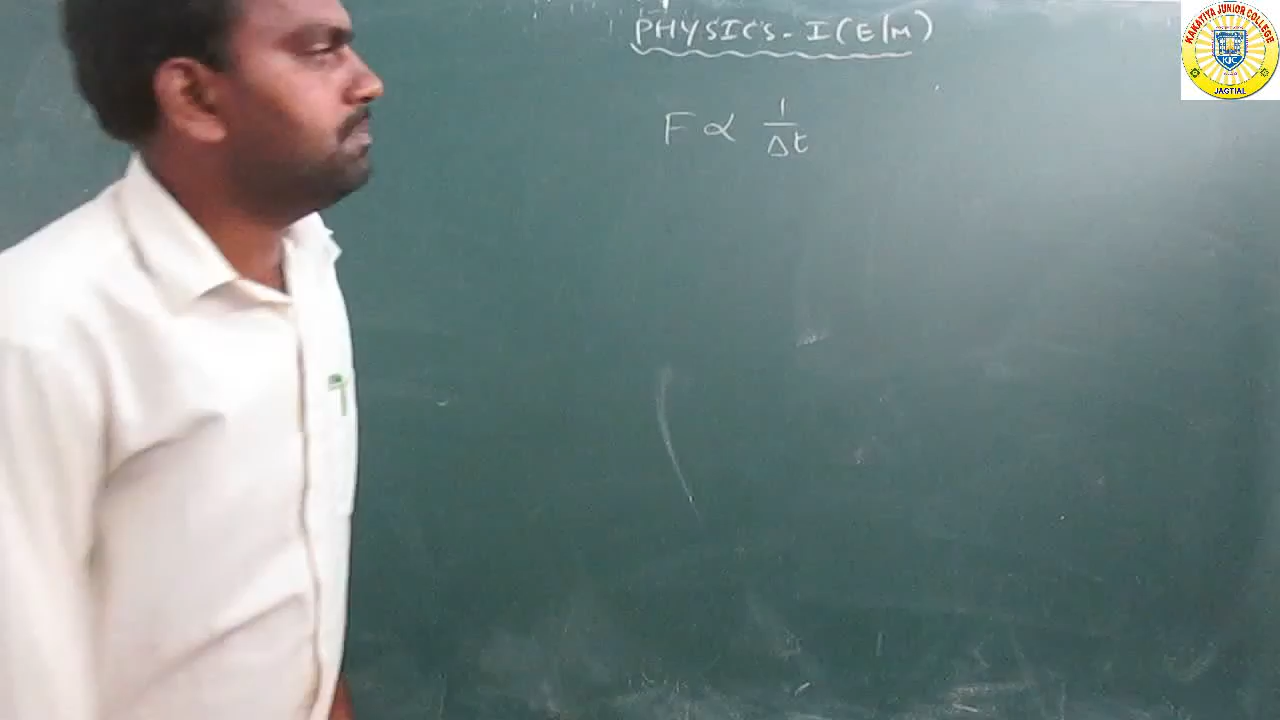 PHYSICS - I (E/M)
F ∝ 1/Δt
KAKATIYA JUNIOR COLLEGE
KJC
JAGTIAL